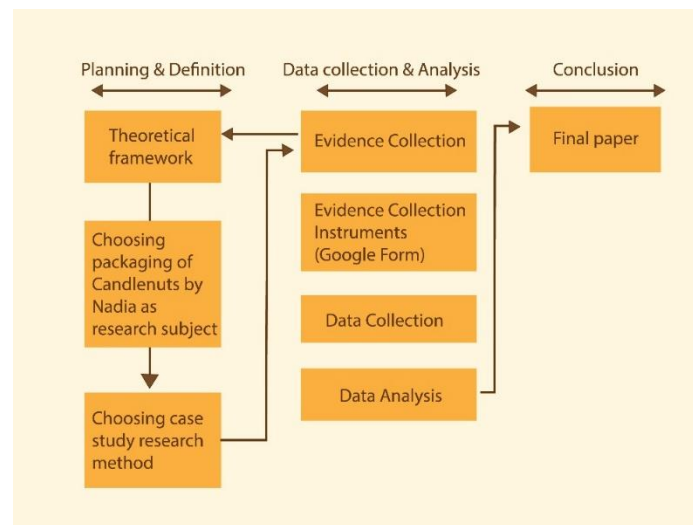 Planning & Definition
Data collection & Analysis
Conclusion
Theoretical
framework
Choosing
packaging of
Candlenuts by
Nadia as
research subject
Choosing case
study research
method
Evidence Collection
Evidence Collection
Instruments
(Google Form)
Data Collection
Data Analysis
Final paper